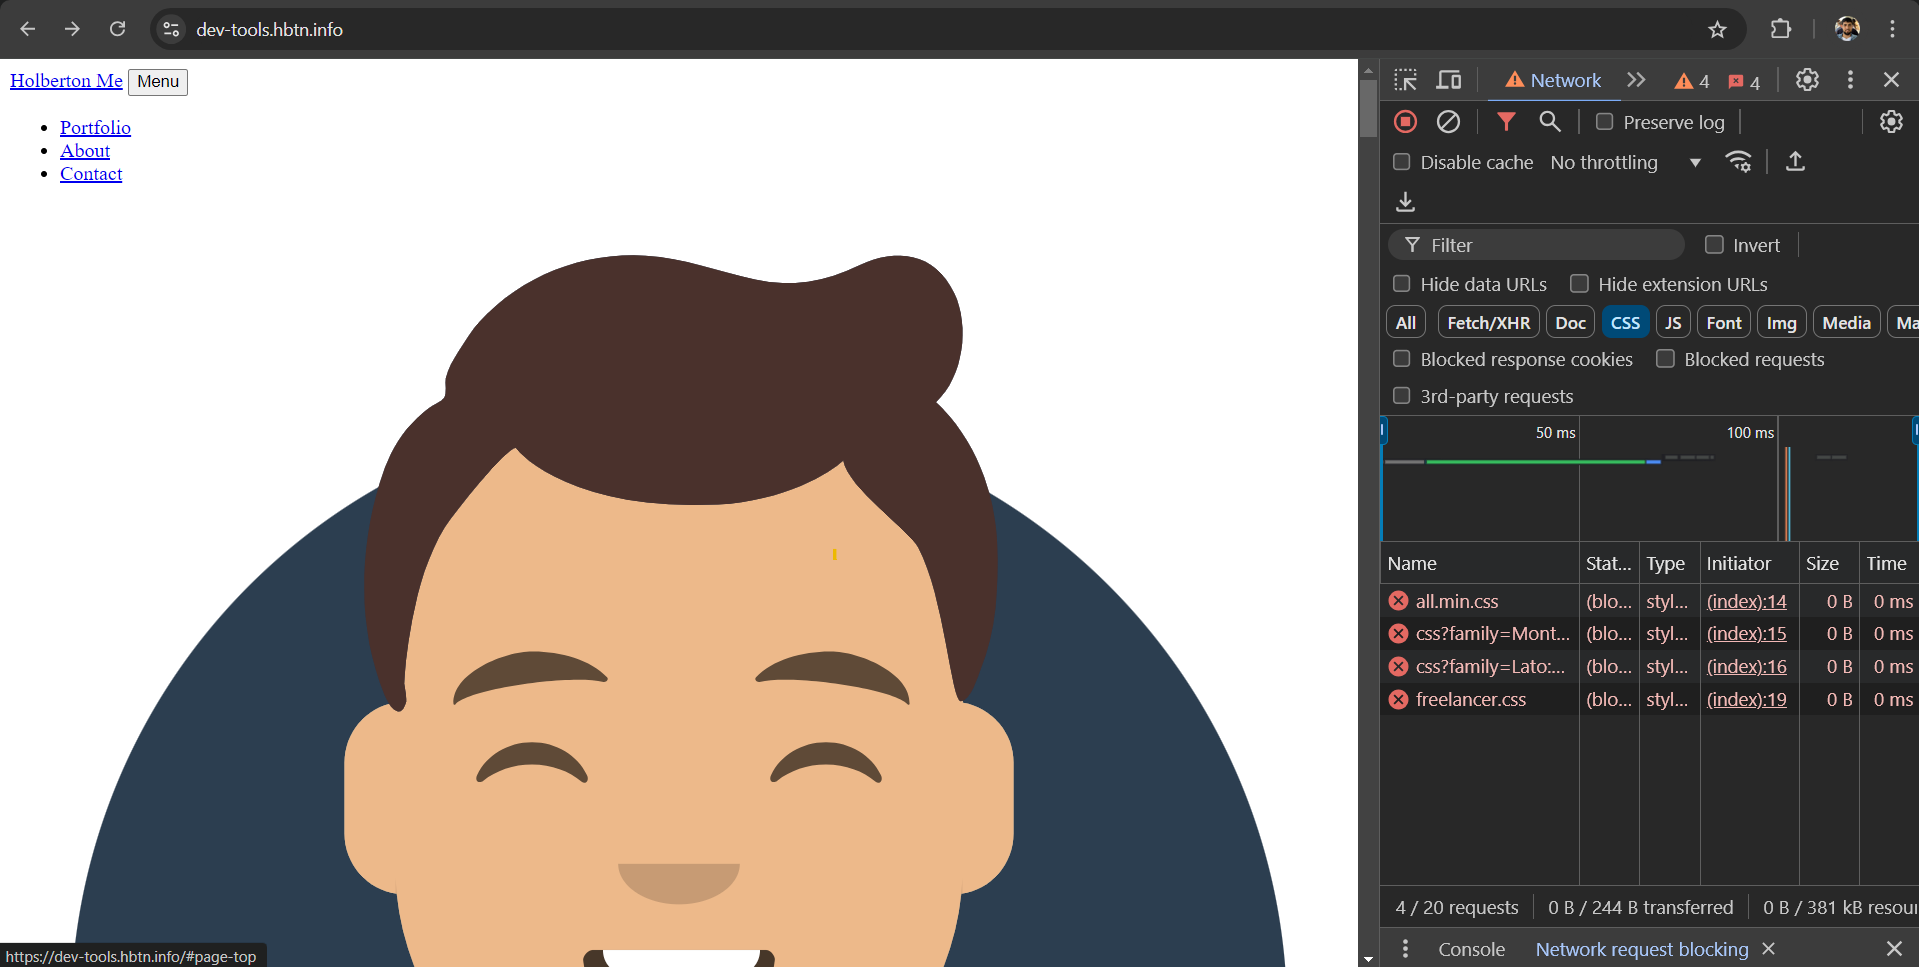 dev-tools.hbtn.info
Holberton Me Menu
Portfolio
About
Contact
https://dev-tools.hbtn.info/#page-top
Network 4 4
Preserve log
Disable cache No throttling
Filter Invert
Hide data URLs Hide extension URLs
All Fetch/XHR Doc CSS JS Font Img Media Ma
Blocked response cookies Blocked requests
3rd-party requests
50 ms 100 ms
Name Stat... Type Initiator Size Time
all.min.css (blo... styl... (index):14 0 B 0 ms
css?family=Mont... (blo... styl... (index):15 0 B 0 ms
css?family=Lato:... (blo... styl... (index):16 0 B 0 ms
freelancer.css (blo... styl... (index):19 0 B 0 ms
4 / 20 requests 0 B / 244 B transferred 0 B / 381 kB resou
Console Network request blocking